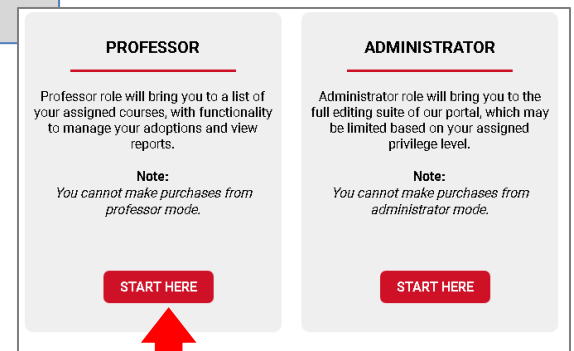 PROFESSOR
Professor role will bring you to a list of
your assigned courses, with functionality
to manage your adoptions and view
reports.
Note:
You cannot make purchases from
professor mode.
START HERE
ADMINISTRATOR
Administrator role will bring you to the
full editing suite of our portal, which may
be limited based on your assigned
privilege level.
Note:
You cannot make purchases from
administrator mode.
START HERE